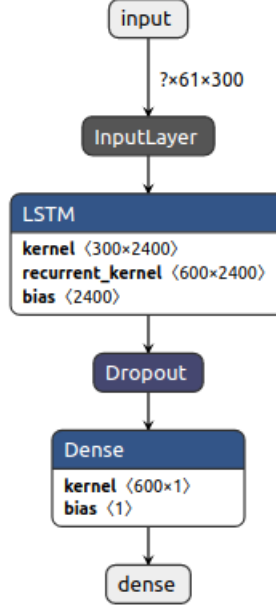 input
?×61×300
InputLayer
LSTM
kernel 〈300×2400〉
recurrent_kernel 〈600×2400〉
bias 〈2400〉
Dropout
Dense
kernel 〈600×1〉
bias 〈1〉
dense